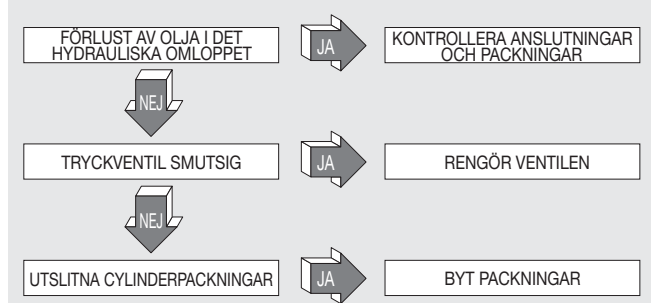 FÖRLUST AV OLJA I DET
HYDRAULISKA OMLOPPET
JA
KONTROLLERA ANSLUTNINGAR
OCH PACKNINGAR
NEJ
TRYCKVENTIL SMUTSIG
JA
RENGÖR VENTILEN
NEJ
UTSLITNA CYLINDERPACKNINGAR
JA
BYT PACKNINGAR